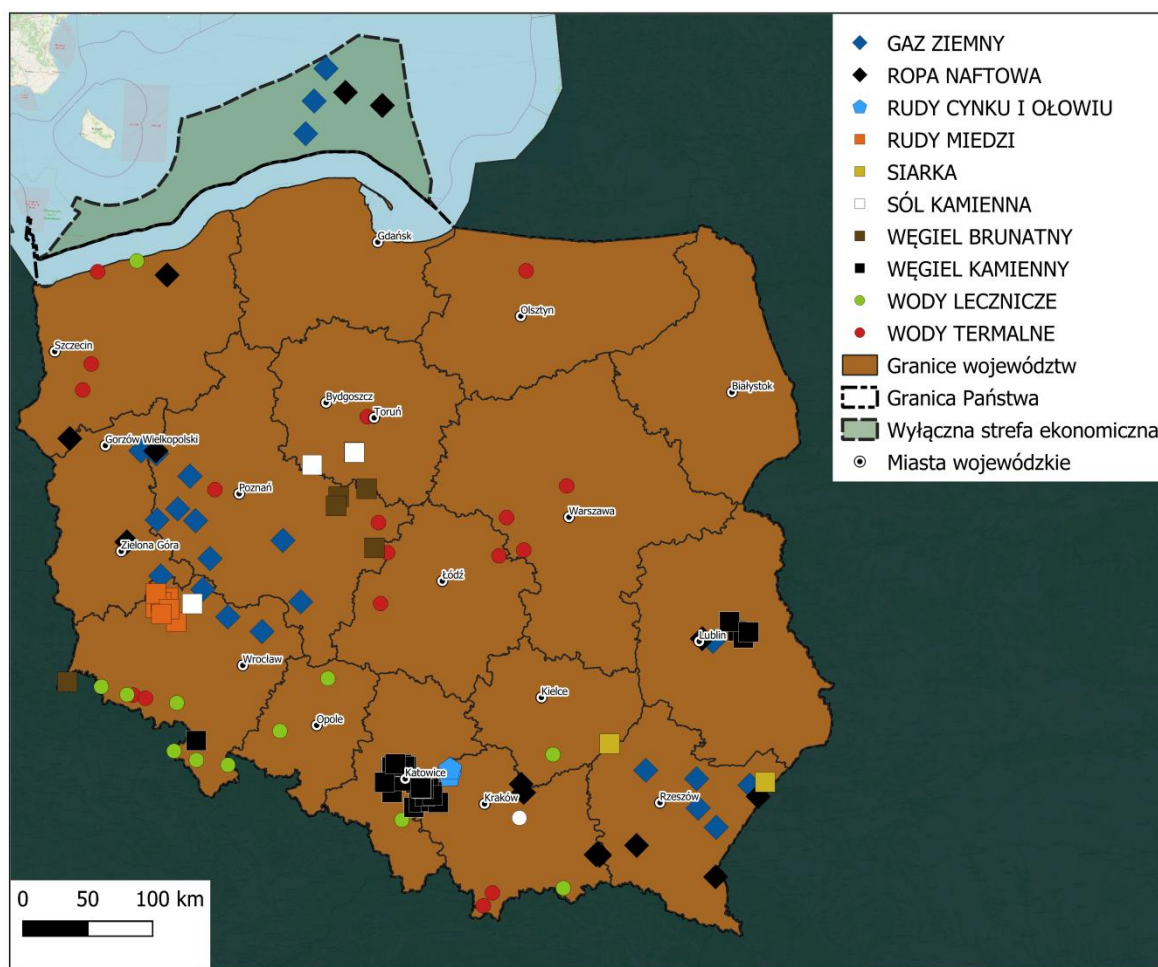 GAZ ZIEMNY
ROPA NAFTOWA
RUDY CYNKU I OŁOWIU
RUDY MIEDZI
SIARKA
SÓL KAMIENNA
WĘGIEL BRUNATNY
WĘGIEL KAMIENNY
WODY LECZNICZE
WODY TERMALNE
Granice województw
Granica Państwa
Wyłączna strefa ekonomiczna
Miasta wojewódzkie
Gdańsk
Olsztyn
Szczecin
Białystok
Bydgoszcz
Toruń
Gorzów Wielkopolski
Poznań
Warszawa
Zielona Góra
Łódź
Lublin
Wrocław
Kielce
Opole
Katowice
Kraków
Rzeszów
0 50 100 km